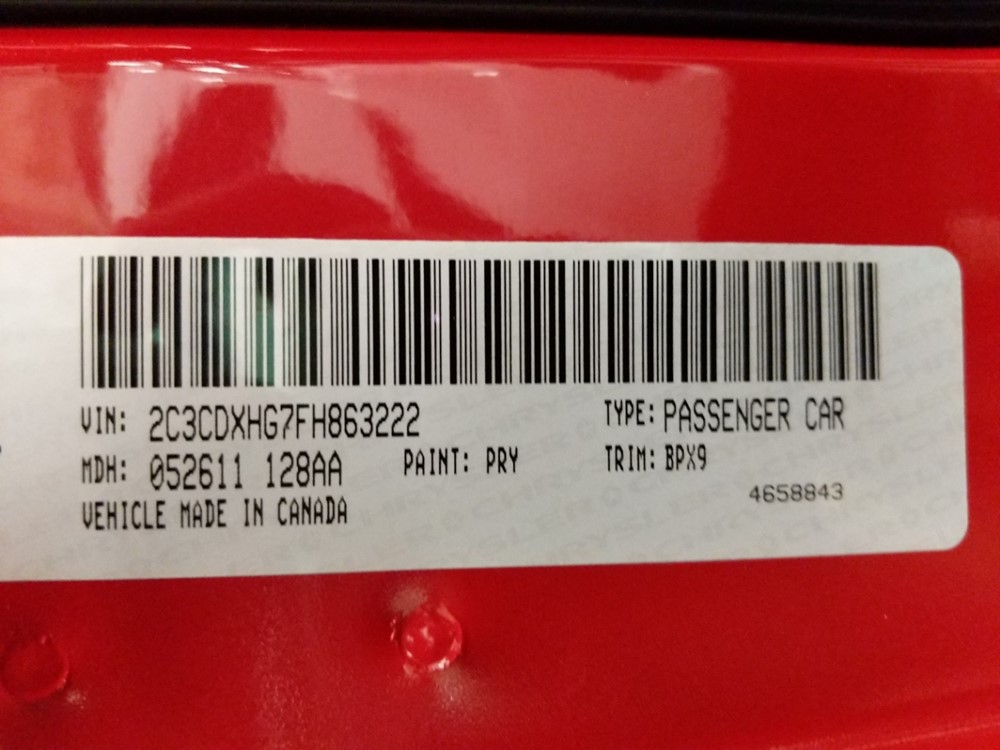 VIN: 2C3CDXHG7FH863222 TYPE: PASSENGER CAR
MDH: 052611 128AA PAINT: PRY TRIM: BPX9
4658843
VEHICLE MADE IN CANADA